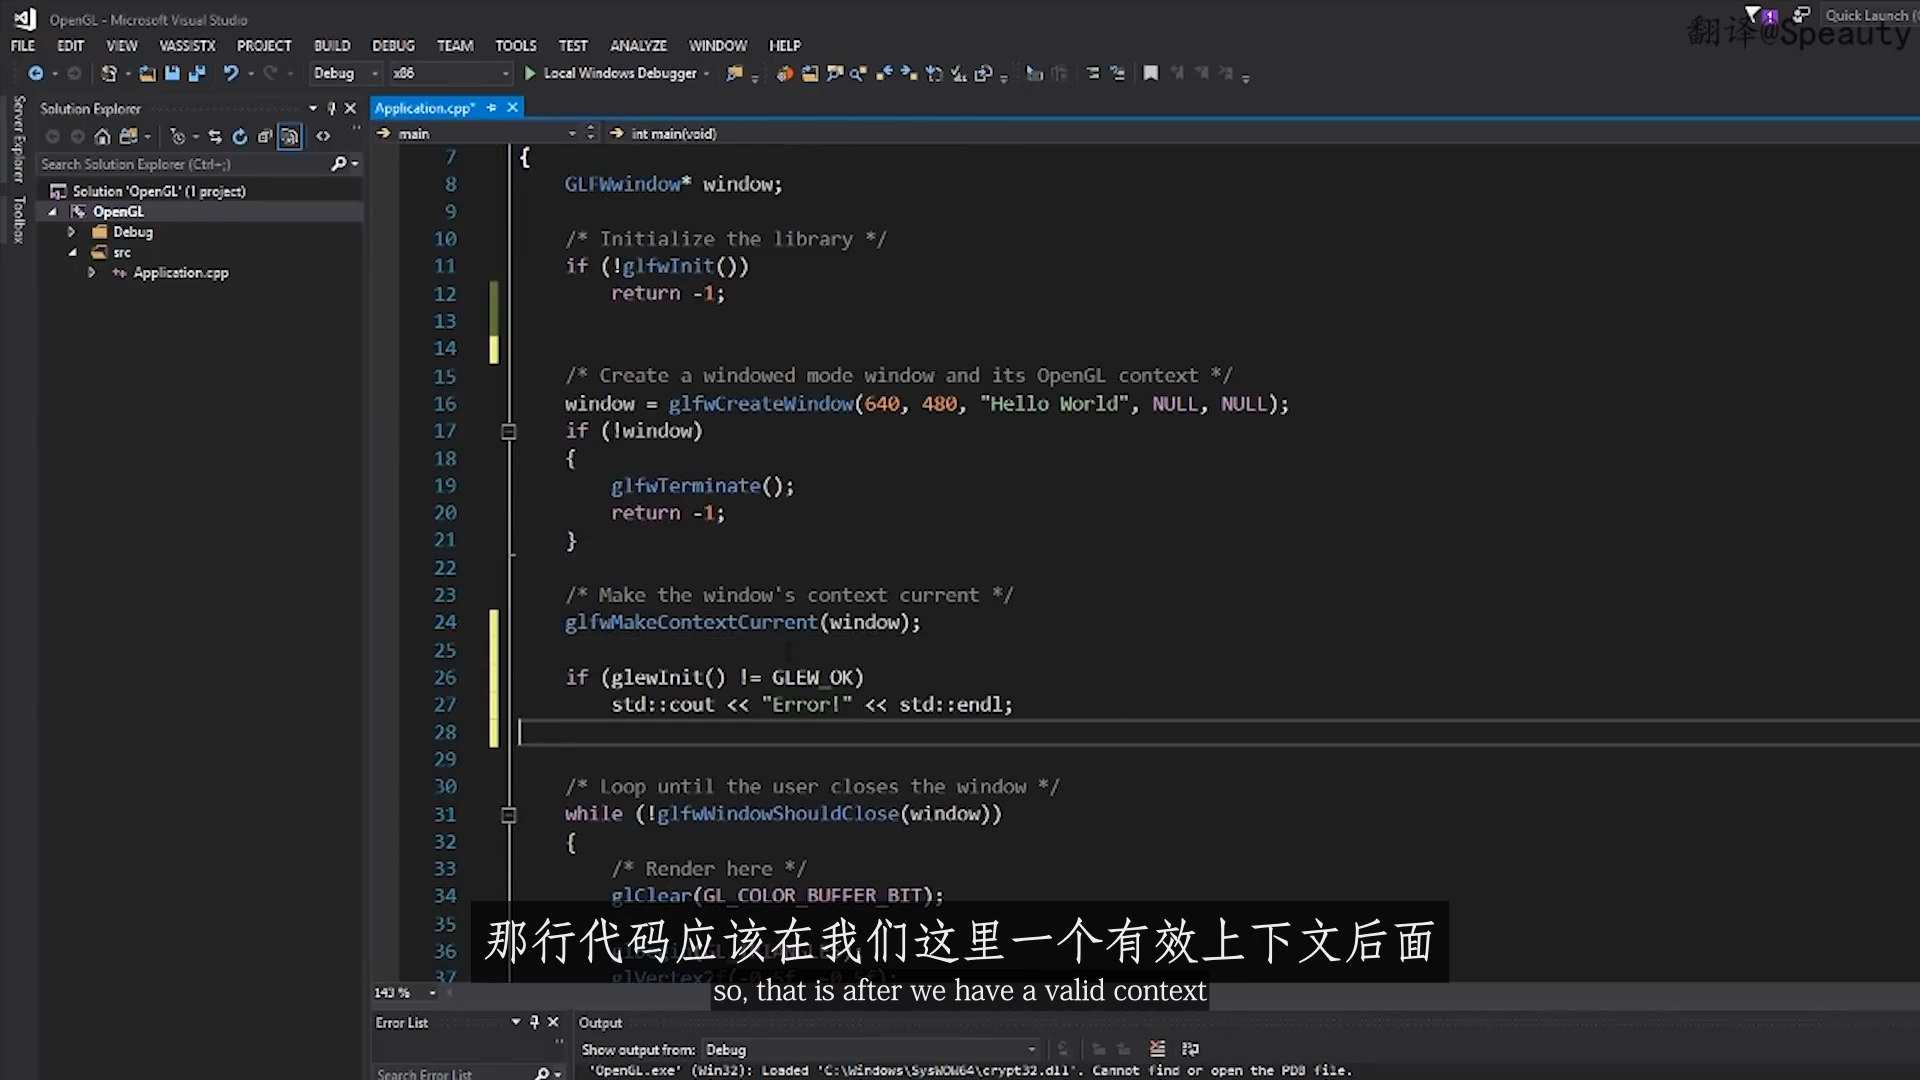 OpenGL - Microsoft Visual Studio
Quick Launch (
翻译@Speauty
FILE EDIT VIEW VASSISTX PROJECT BUILD DEBUG TEAM TOOLS TEST ANALYZE WINDOW HELP
Debug x86 Local Windows Debugger
Server Explorer
Toolbox
Solution Explorer
Search Solution Explorer (Ctrl+;)
Solution 'OpenGL' (1 project)
OpenGL
Debug
src
Application.cpp
Application.cpp*
main int main(void)
7 {
8 GLFWwindow* window;
9
10 /* Initialize the library */
11 if (!glfwInit())
12 return -1;
13
14
15 /* Create a windowed mode window and its OpenGL context */
16 window = glfwCreateWindow(640, 480, "Hello World", NULL, NULL);
17 if (!window)
18 {
19 glfwTerminate();
20 return -1;
21 }
22
23 /* Make the window's context current */
24 glfwMakeContextCurrent(window);
25
26 if (glewInit() != GLEW_OK)
27 std::cout << "Error!" << std::endl;
28
29
30 /* Loop until the user closes the window */
31 while (!glfwWindowShouldClose(window))
32 {
33 /* Render here */
34 glClear(GL_COLOR_BUFFER_BIT);
35
36
37
那行代码应该在我们这里一个有效上下文后面
so, that is after we have a valid context
143 %
Error List
Search Error List
Output
Show output from: Debug
'OpenGL.exe' (Win32): Loaded 'C:\Windows\SysWOW64\crypt32.dll'. Cannot find or open the PDB file.